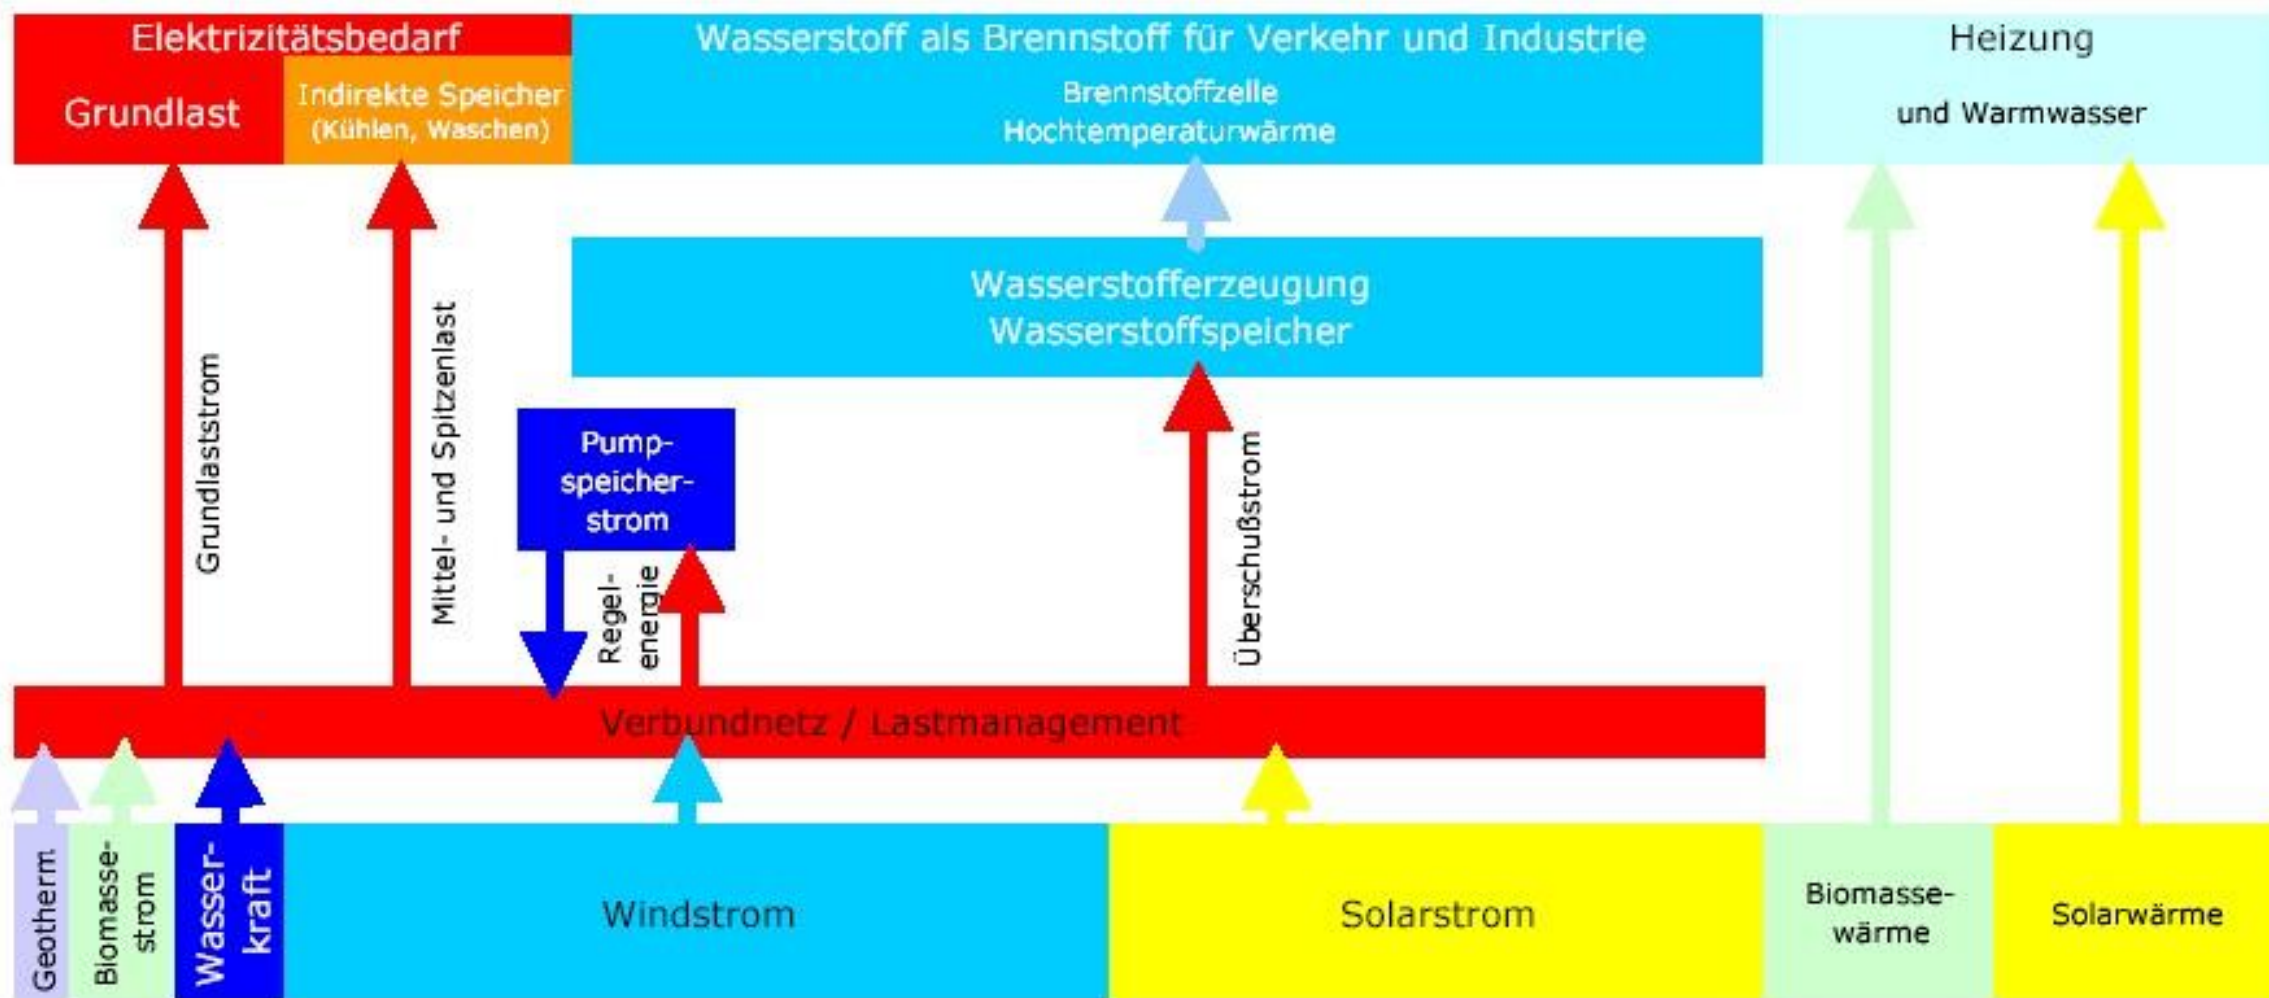 Elektrizitätsbedarf
Grundlast
Indirekte Speicher
(Kühlen, Waschen)
Wasserstoff als Brennstoff für Verkehr und Industrie
Brennstoffzelle
Hochtemperaturwärme
Heizung
und Warmwasser
Wasserstofferzeugung
Wasserstoffspeicher
Grundlaststrom
Mittel- und Spitzenlast
Pump-
speicher-
strom
Regel-
energie
Überschußstrom
Verbundnetz / Lastmanagement
Geotherm.
Biomasse-
strom
Wasser-
kraft
Windstrom
Solarstrom
Biomasse-
wärme
Solarwärme